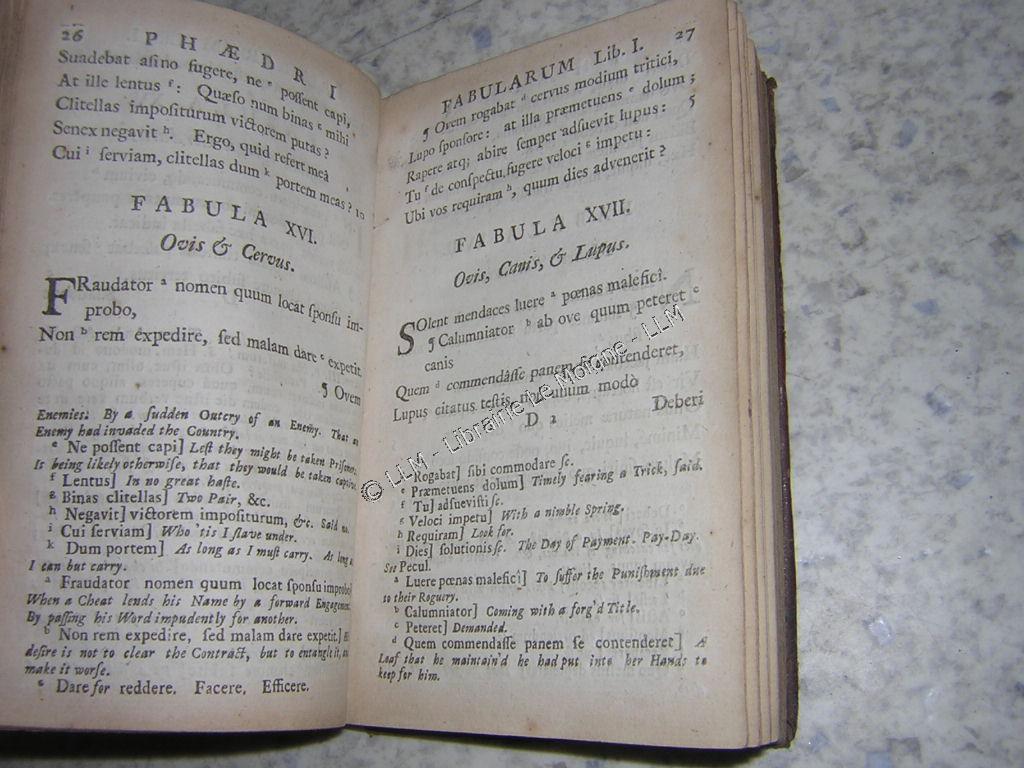 26 PHÆDRI
Suadebat asino fugere, ne ᵉ possent capi,
At ille lentus ᶠ: Quæso num binas ᵍ mihi
Clitellas impositurum victorem putas?
Senex negavit ʰ. Ergo, quid refert meâ
Cui ⁱ serviam, clitellas dum ᵏ portem meas? 10
FABULA XVI.
Ovis & Cervus.
FRaudator ᵃ nomen quum locat sponsu im-
probo,
Non ᵇ rem expedire, sed malam dare ᶜ expetit.
¶ Ovem
Enemies: By a sudden Outcry of an Enemy. That an
Enemy had invaded the Country.
ᵉ Ne possent capi] Lest they might be taken
Is being likely otherwise, that they would be taken
ᶠ Lentus] In no great haste.
ᵍ Binas clitellas] Two Pair, &c.
ʰ Negavit] victorem impositurum, &c. Said no.
ⁱ Cui serviam] Who 'tis I slave under.
ᵏ Dum portem] As long as I must carry. As long as
I can but carry.
ᵃ Fraudator nomen quum locat sponsu improbo]
When a Cheat lends his Name by a forward Engagement
By passing his Word impudently for another.
ᵇ Non rem expedire, sed malam dare expetit.]
desire is not to clear the Contract, but to entangle it,
make it worse.
ᶜ Dare for reddere. Facere. Efficere.
FABULARUM Lib. I. 27
¶ Ovem rogabat ᵈ cervus modium tritici,
Lupo sponsore: at illa præmetuens ᵉ dolum;
Rapere atq; abire semper adsuevit lupus: 5
Tu ᶠ de conspectu fugere veloci ᵍ impetu:
Ubi vos requiram ʰ, quum dies advenerit?
FABULA XVII.
Ovis, Canis, & Lupus.
SOlent mendaces luere ᵃ pœnas maleficî.
¶ Calumniator ᵇ ab ove quum peteret ᶜ
canis
Quem ᵈ commendâsse panem se contenderet,
Lupus citatus testis, non unum modò
D 2 Deberi
ᵈ Rogabat] sibi commodare sc.
ᵉ Præmetuens dolum] Timely fearing a Trick, said.
ᶠ Tu] adsuevisti sc.
ᵍ Veloci impetu] With a nimble Spring.
ʰ Requiram] Look for.
ⁱ Dies] solutionis sc. The Day of Payment. Pay-Day.
See Pecul.
ᵃ Luere pœnas maleficî] To suffer the Punishment due
to their Roguery.
ᵇ Calumniator] Coming with a forg'd Title.
ᶜ Peteret] Demanded.
ᵈ Quem commendasse panem se contenderet] A
Loaf that he maintain'd he had put into her Hands to
keep for him.
© LLM - Librairie Le Moigne - LLM